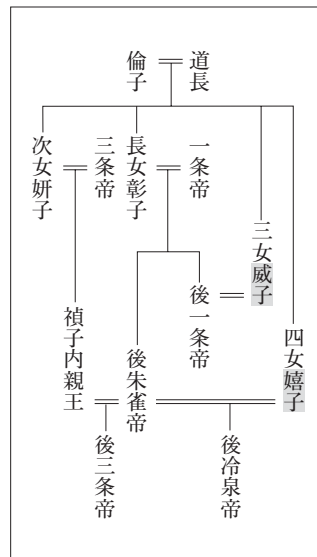 道長
倫子
一条帝
長女彰子
三条帝
次女妍子
三女威子
四女嬉子
後一条帝
後朱雀帝
禎子内親王
後冷泉帝
後三条帝